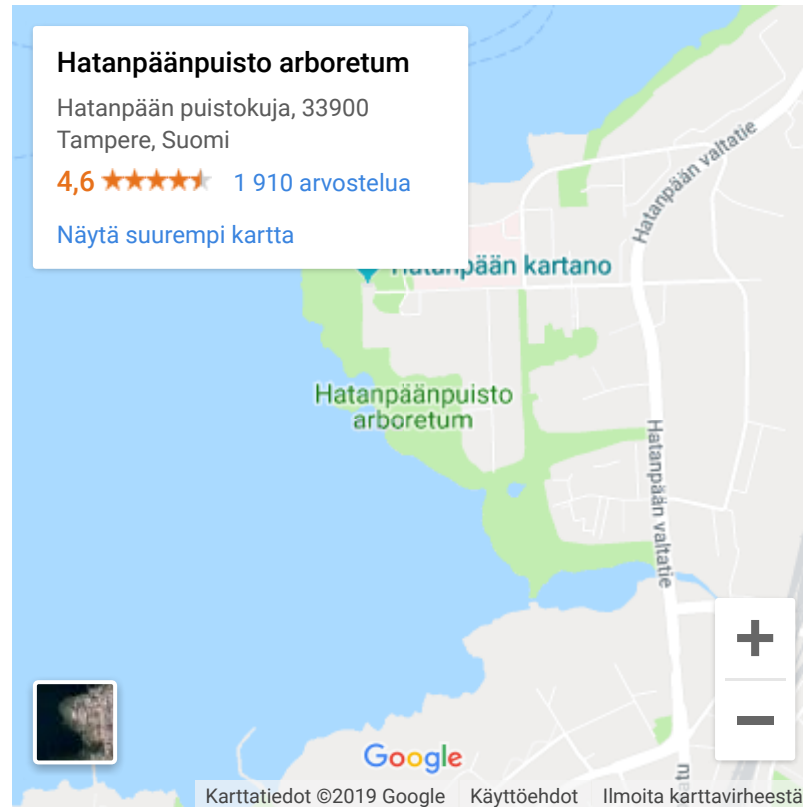 Hatanpäänpuisto arboretum
Hatanpään puistokuja, 33900
Tampere, Suomi
4,6 1 910 arvostelua
Näytä suurempi kartta
Hatanpään valtatie
Hatanpään kartano
Hatanpäänpuisto
arboretum
Hatanpään valtatie
Google
Karttatiedot ©2019 Google Käyttöehdot Ilmoita karttavirheestä